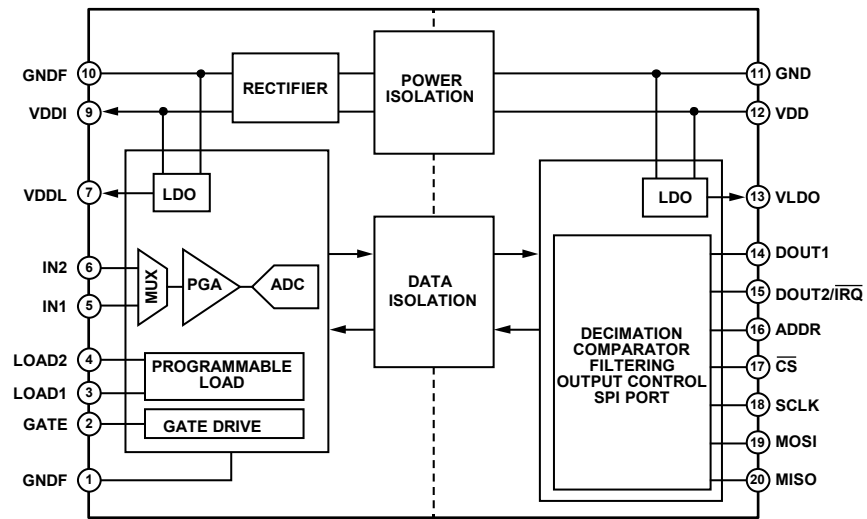 GNDF 10
VDDI 9
VDDL 7
IN2 6
IN1 5
LOAD2 4
LOAD1 3
GATE 2
GNDF 1
RECTIFIER
POWER
ISOLATION
LDO
MUX
PGA
ADC
PROGRAMMABLE
LOAD
GATE DRIVE
DATA
ISOLATION
LDO
DECIMATION
COMPARATOR
FILTERING
OUTPUT CONTROL
SPI PORT
11 GND
12 VDD
13 VLDO
14 DOUT1
15 DOUT2/I̅R̅Q̅
16 ADDR
17 C̅S̅
18 SCLK
19 MOSI
20 MISO